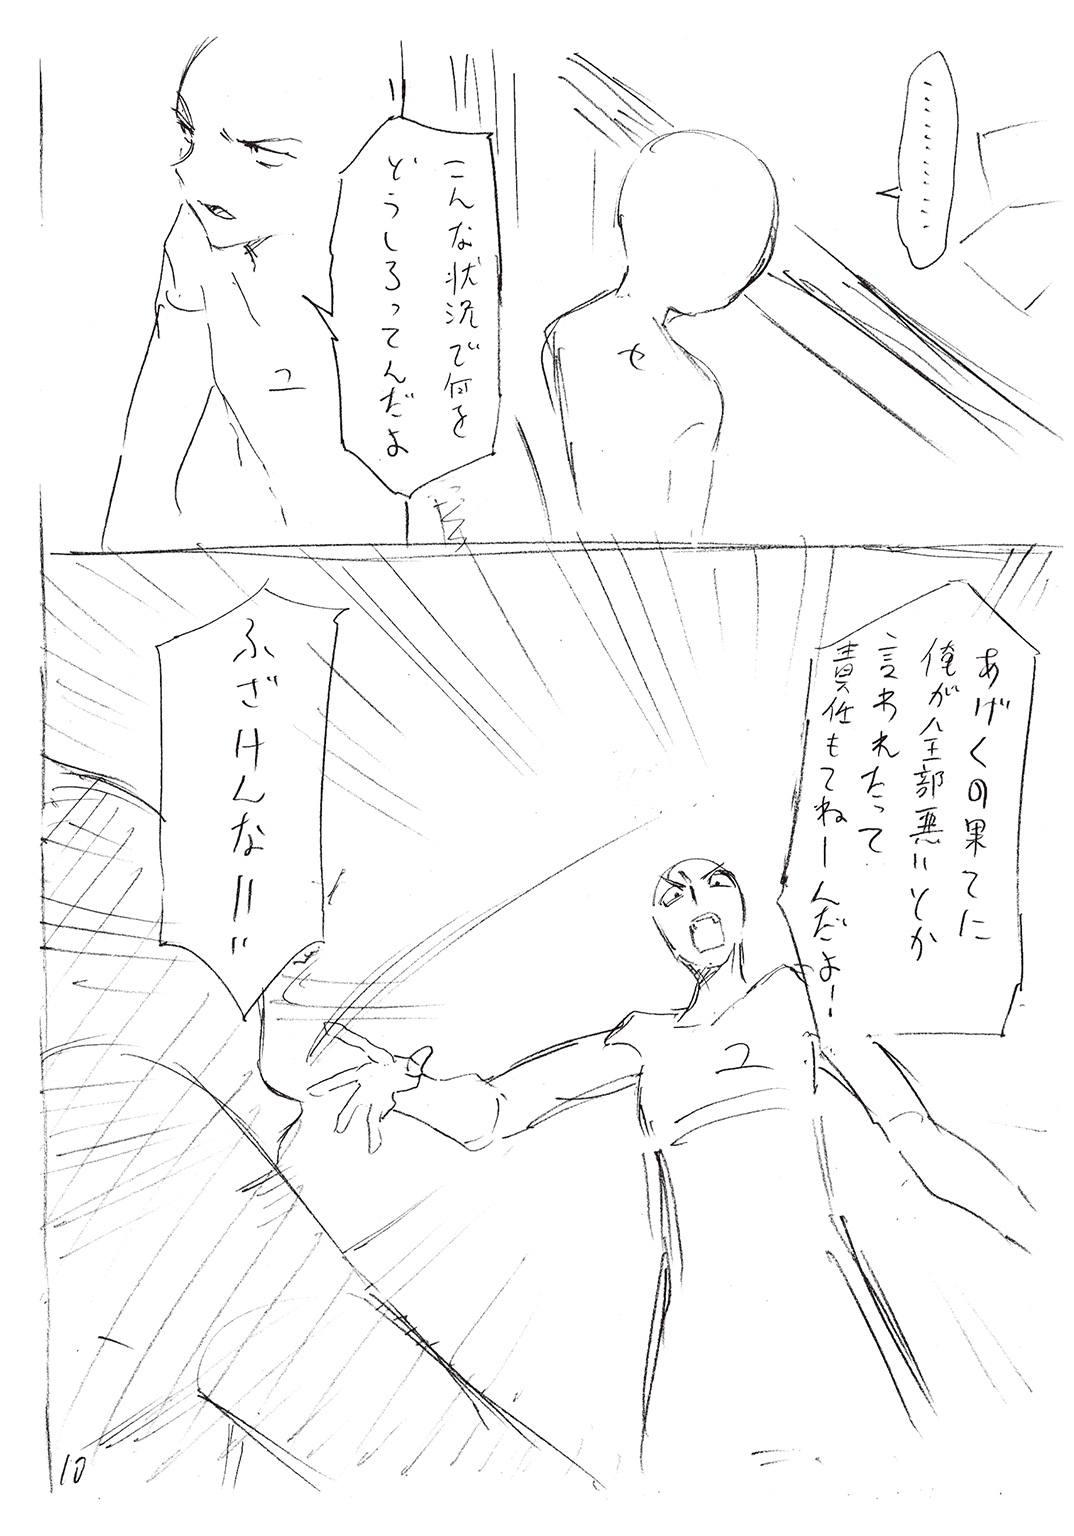 …………
セ
こんな状況で何を
どうしろってんだよ
ユ
あげくの果てに
俺が全部悪いとか
言われたって
責任もてねーんだよ！
ユ
ふざけんな!!
10